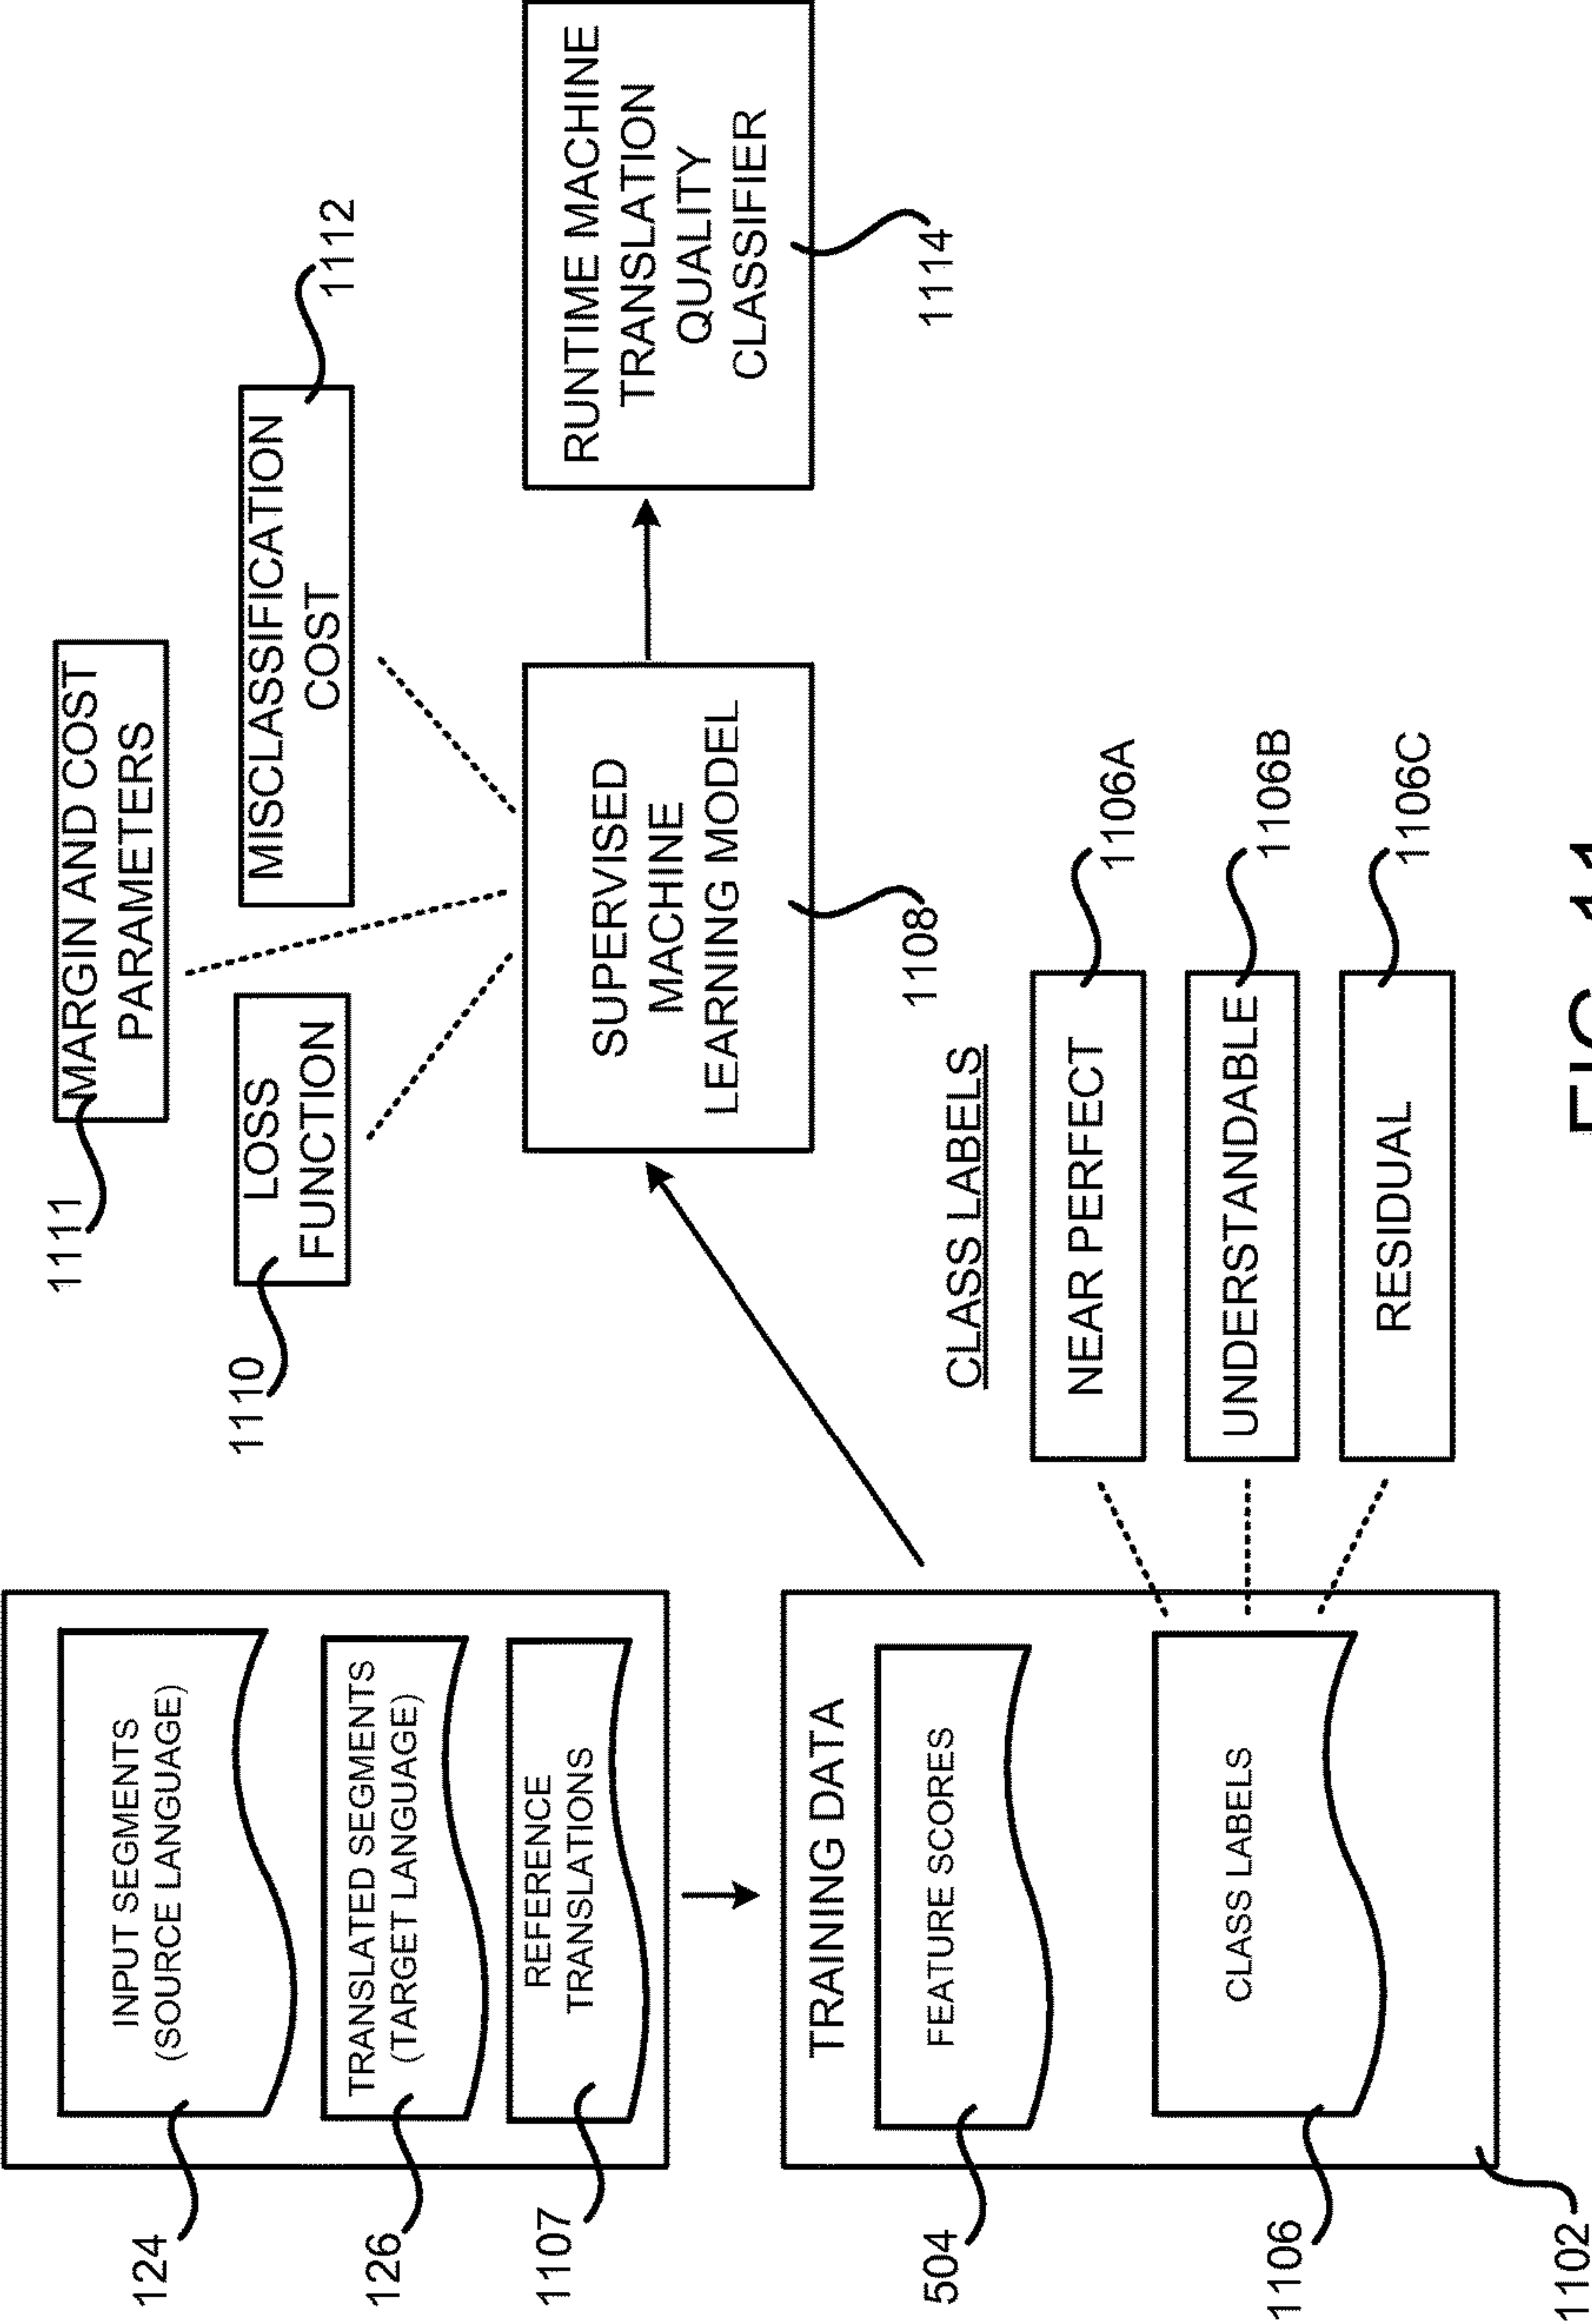 124
INPUT SEGMENTS
(SOURCE LANGUAGE)
126
TRANSLATED SEGMENTS
(TARGET LANGUAGE)
1107
REFERENCE
TRANSLATIONS
1111
MARGIN AND COST
PARAMETERS
1110
LOSS
FUNCTION
MISCLASSIFICATION
COST
1112
SUPERVISED
MACHINE
LEARNING MODEL
1108
RUNTIME MACHINE
TRANSLATION
QUALITY
CLASSIFIER
1114
TRAINING DATA
504
FEATURE SCORES
1106
CLASS LABELS
1102
CLASS LABELS
NEAR PERFECT
1106A
UNDERSTANDABLE
1106B
RESIDUAL
1106C
FIG. 11